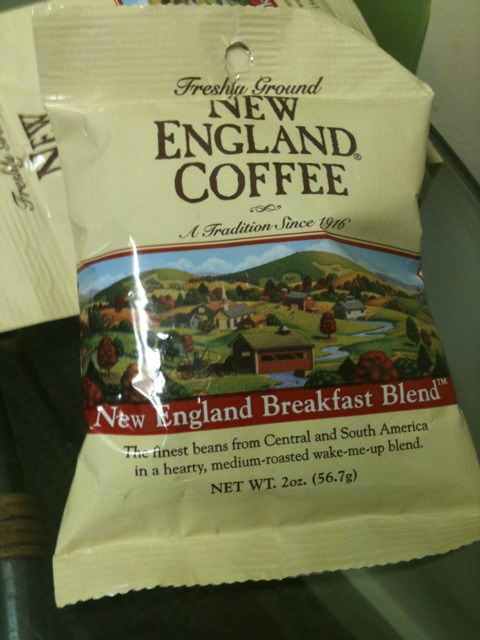 Freshly Ground
NEW
ENGLAND®
COFFEE
A Tradition Since 1916
New England Breakfast Blend™
The finest beans from Central and South America
in a hearty, medium-roasted wake-me-up blend.
NET WT. 2oz. (56.7g)
NEW